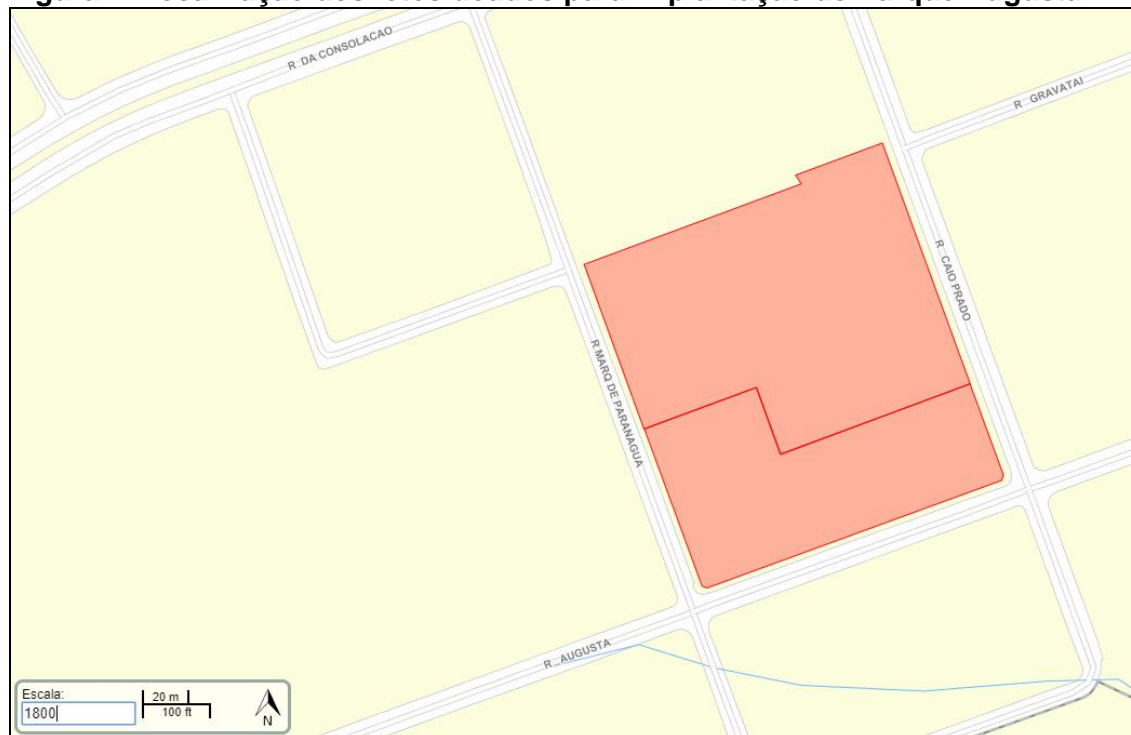 R DA CONSOLACAO
R GRAVATAI
R CAIO PRADO
R MARQ DE PARANAGUA
R AUGUSTA
Escala:
1800
20 m
100 ft
N